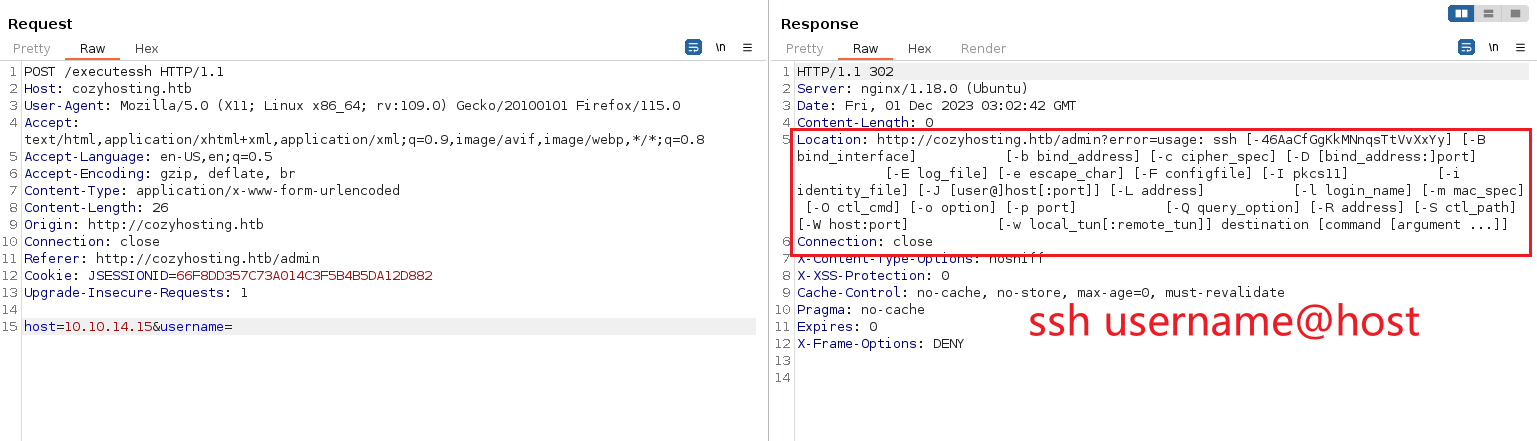 Request
Pretty Raw Hex \n
1 POST /executessh HTTP/1.1
2 Host: cozyhosting.htb
3 User-Agent: Mozilla/5.0 (X11; Linux x86_64; rv:109.0) Gecko/20100101 Firefox/115.0
4 Accept:
text/html,application/xhtml+xml,application/xml;q=0.9,image/avif,image/webp,*/*;q=0.8
5 Accept-Language: en-US,en;q=0.5
6 Accept-Encoding: gzip, deflate, br
7 Content-Type: application/x-www-form-urlencoded
8 Content-Length: 26
9 Origin: http://cozyhosting.htb
10 Connection: close
11 Referer: http://cozyhosting.htb/admin
12 Cookie: JSESSIONID=66F8DD357C73A014C3F5B4B5DA12D882
13 Upgrade-Insecure-Requests: 1
14
15 host=10.10.14.15&username=
Response
Pretty Raw Hex Render \n
1 HTTP/1.1 302
2 Server: nginx/1.18.0 (Ubuntu)
3 Date: Fri, 01 Dec 2023 03:02:42 GMT
4 Content-Length: 0
5 Location: http://cozyhosting.htb/admin?error=usage: ssh [-46AaCfGgKkMNnqsTtVvXxYy] [-B
bind_interface] [-b bind_address] [-c cipher_spec] [-D [bind_address:]port]
[-E log_file] [-e escape_char] [-F configfile] [-I pkcs11] [-i
identity_file] [-J [user@]host[:port]] [-L address] [-l login_name] [-m mac_spec]
[-O ctl_cmd] [-o option] [-p port] [-Q query_option] [-R address] [-S ctl_path]
[-W host:port] [-w local_tun[:remote_tun]] destination [command [argument ...]]
6 Connection: close
7 X-Content-Type-Options: nosniff
8 X-XSS-Protection: 0
9 Cache-Control: no-cache, no-store, max-age=0, must-revalidate
10 Pragma: no-cache
11 Expires: 0
12 X-Frame-Options: DENY
13
14
ssh username@host